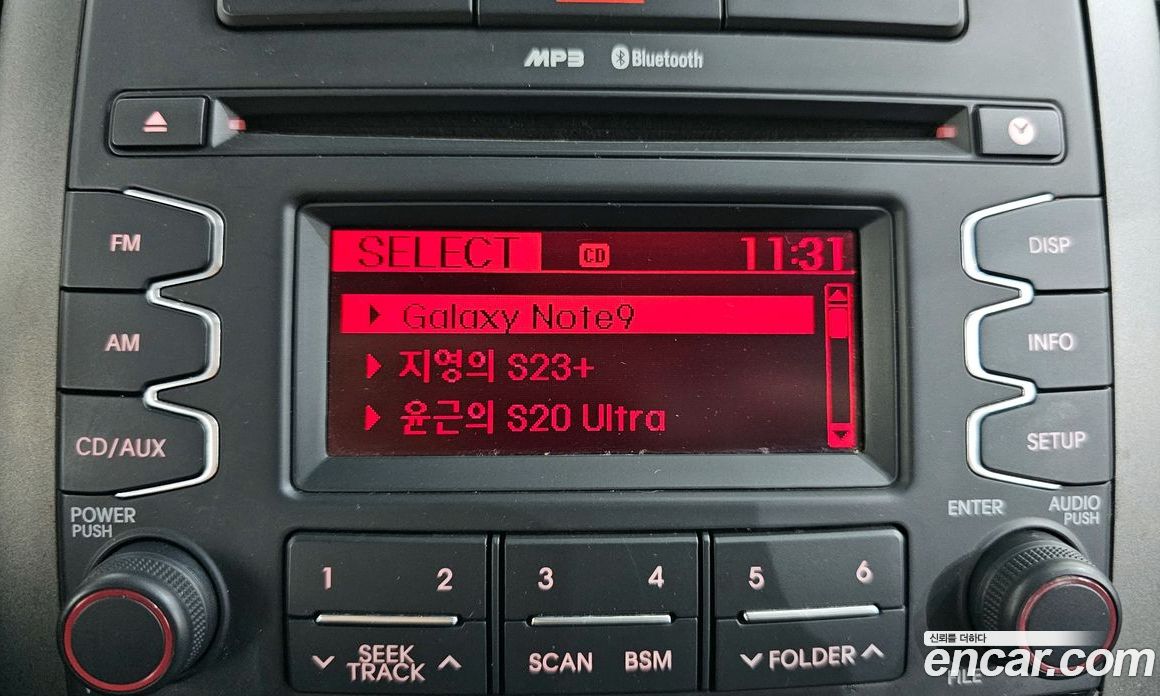 MP3 Bluetooth
FM
AM
CD/AUX
SELECT CD 11:31
Galaxy Note9
지영의 S23+
윤근의 S20 Ultra
DISP
INFO
SETUP
POWER
PUSH
ENTER
AUDIO
PUSH
1 2 3 4 5 6
SEEK
TRACK
SCAN BSM
FOLDER
FILE
신뢰를 더하다
encar.com